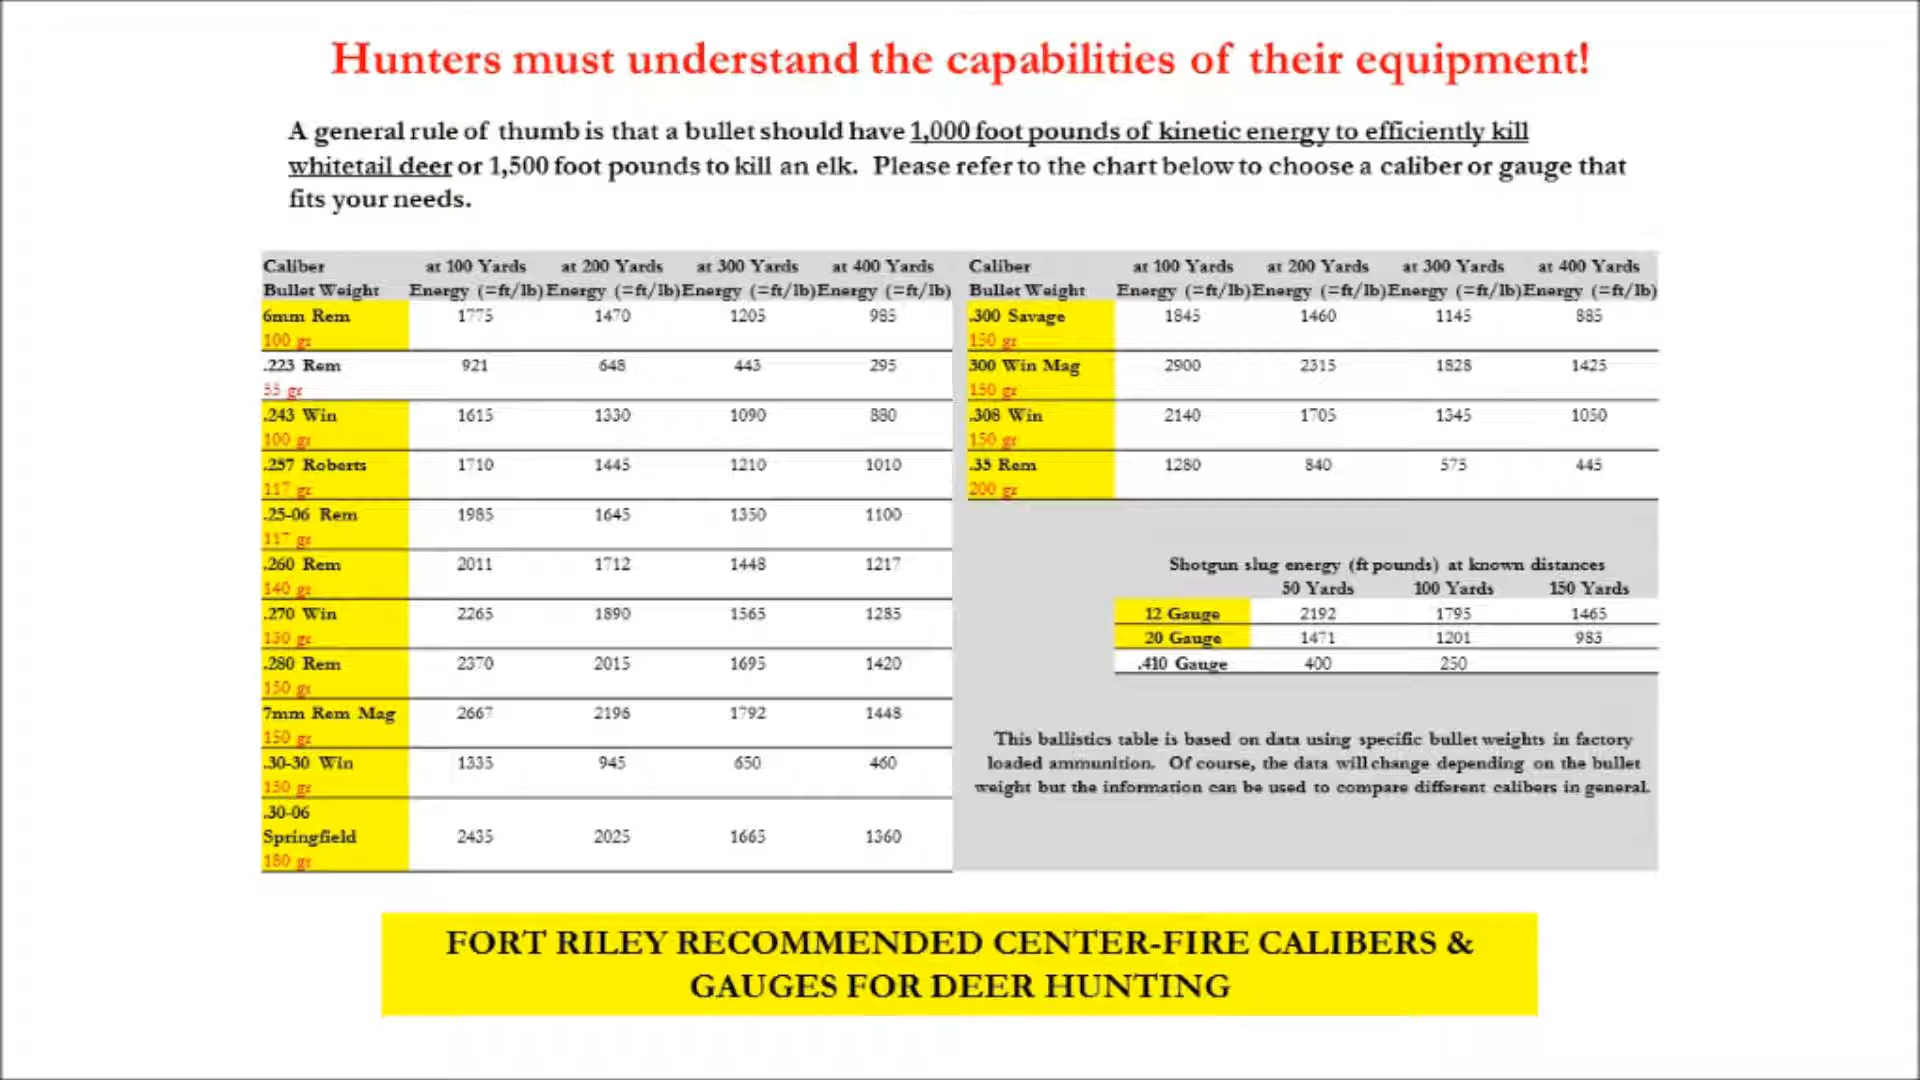 Hunters must understand the capabilities of their equipment!
A general rule of thumb is that a bullet should have 1,000 foot pounds of kinetic energy to efficiently kill
whitetail deer or 1,500 foot pounds to kill an elk. Please refer to the chart below to choose a caliber or gauge that
fits your needs.
Caliber at 100 Yards at 200 Yards at 300 Yards at 400 Yards
Bullet Weight Energy (=ft/lb) Energy (=ft/lb) Energy (=ft/lb) Energy (=ft/lb)
6mm Rem 1775 1470 1205 985
100 gr
.223 Rem 921 648 443 295
55 gr
.243 Win 1615 1330 1090 880
100 gr
.257 Roberts 1710 1445 1210 1010
117 gr
.25-06 Rem 1985 1645 1350 1100
117 gr
.260 Rem 2011 1712 1448 1217
140 gr
.270 Win 2265 1890 1565 1285
130 gr
.280 Rem 2370 2015 1695 1420
150 gr
7mm Rem Mag 2667 2196 1792 1448
150 gr
.30-30 Win 1335 945 650 460
150 gr
.30-06
Springfield 2435 2025 1665 1360
180 gr
Caliber at 100 Yards at 200 Yards at 300 Yards at 400 Yards
Bullet Weight Energy (=ft/lb) Energy (=ft/lb) Energy (=ft/lb) Energy (=ft/lb)
.300 Savage 1845 1460 1145 885
150 gr
300 Win Mag 2900 2315 1828 1425
150 gr
.308 Win 2140 1705 1345 1050
150 gr
.35 Rem 1280 840 575 445
200 gr
Shotgun slug energy (ft pounds) at known distances
50 Yards 100 Yards 150 Yards
12 Gauge 2192 1795 1465
20 Gauge 1471 1201 983
.410 Gauge 400 250
This ballistics table is based on data using specific bullet weights in factory
loaded ammunition. Of course, the data will change depending on the bullet
weight but the information can be used to compare different calibers in general.
FORT RILEY RECOMMENDED CENTER-FIRE CALIBERS &
GAUGES FOR DEER HUNTING